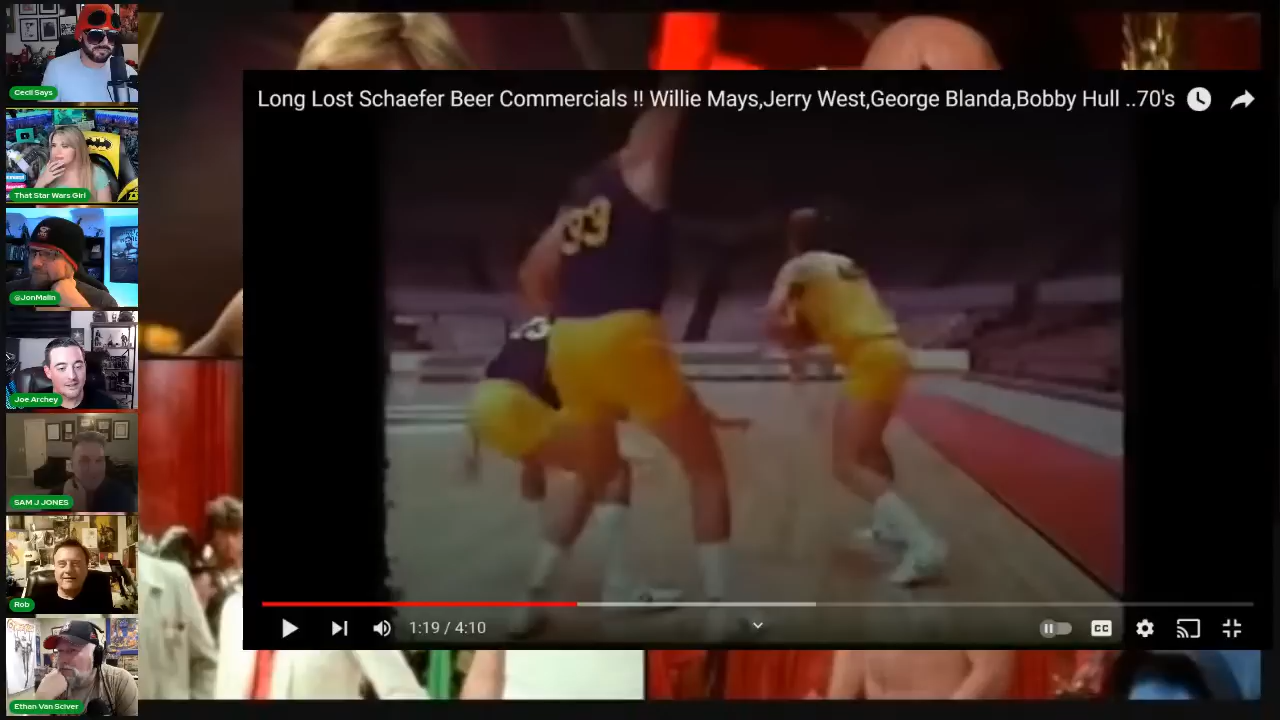 Cecil Says
That Star Wars Girl
@JonMalin
Joe Archey
SAM J JONES
Rob
Ethan Van Sciver
Long Lost Schaefer Beer Commercials !! Willie Mays,Jerry West,George Blanda,Bobby Hull ..70's
33
1:19 / 4:10
CC